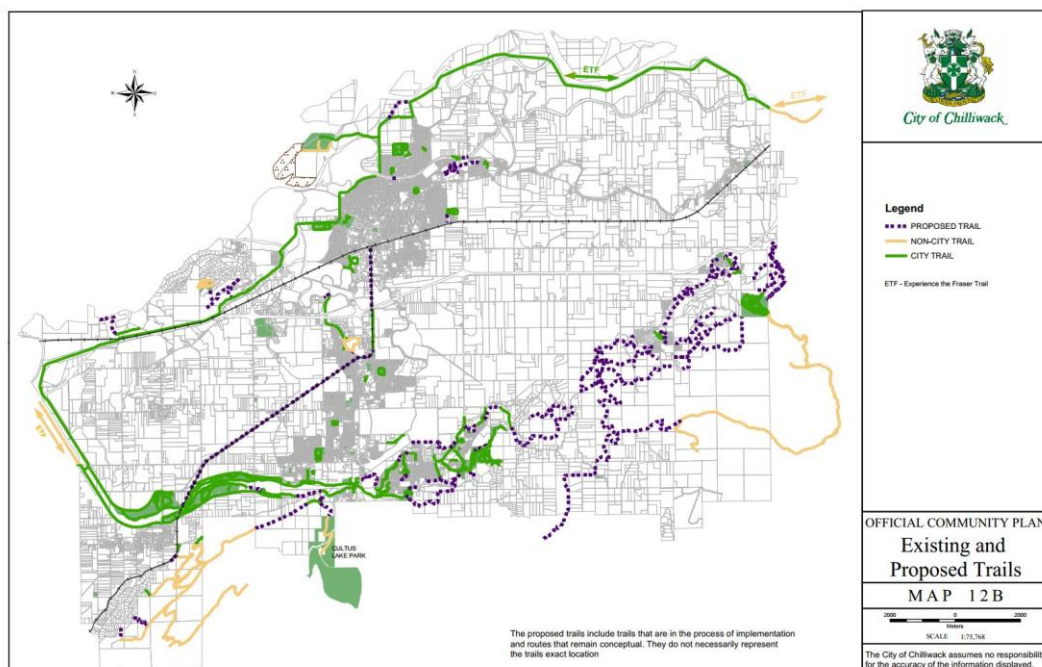 ETF
ETF
ETF
CULTUS
LAKE PARK
The proposed trails include trails that are in the process of implementation
and routes that remain conceptual. They do not necessarily represent
the trails exact location
City of Chilliwack
Legend
PROPOSED TRAIL
NON-CITY TRAIL
CITY TRAIL
ETF - Experience the Fraser Trail
OFFICIAL COMMUNITY PLAN
Existing and
Proposed Trails
MAP 12B
2000 0 2000
Meters
SCALE 1:75,768
The City of Chilliwack assumes no responsibility
for the accuracy of the information displayed.